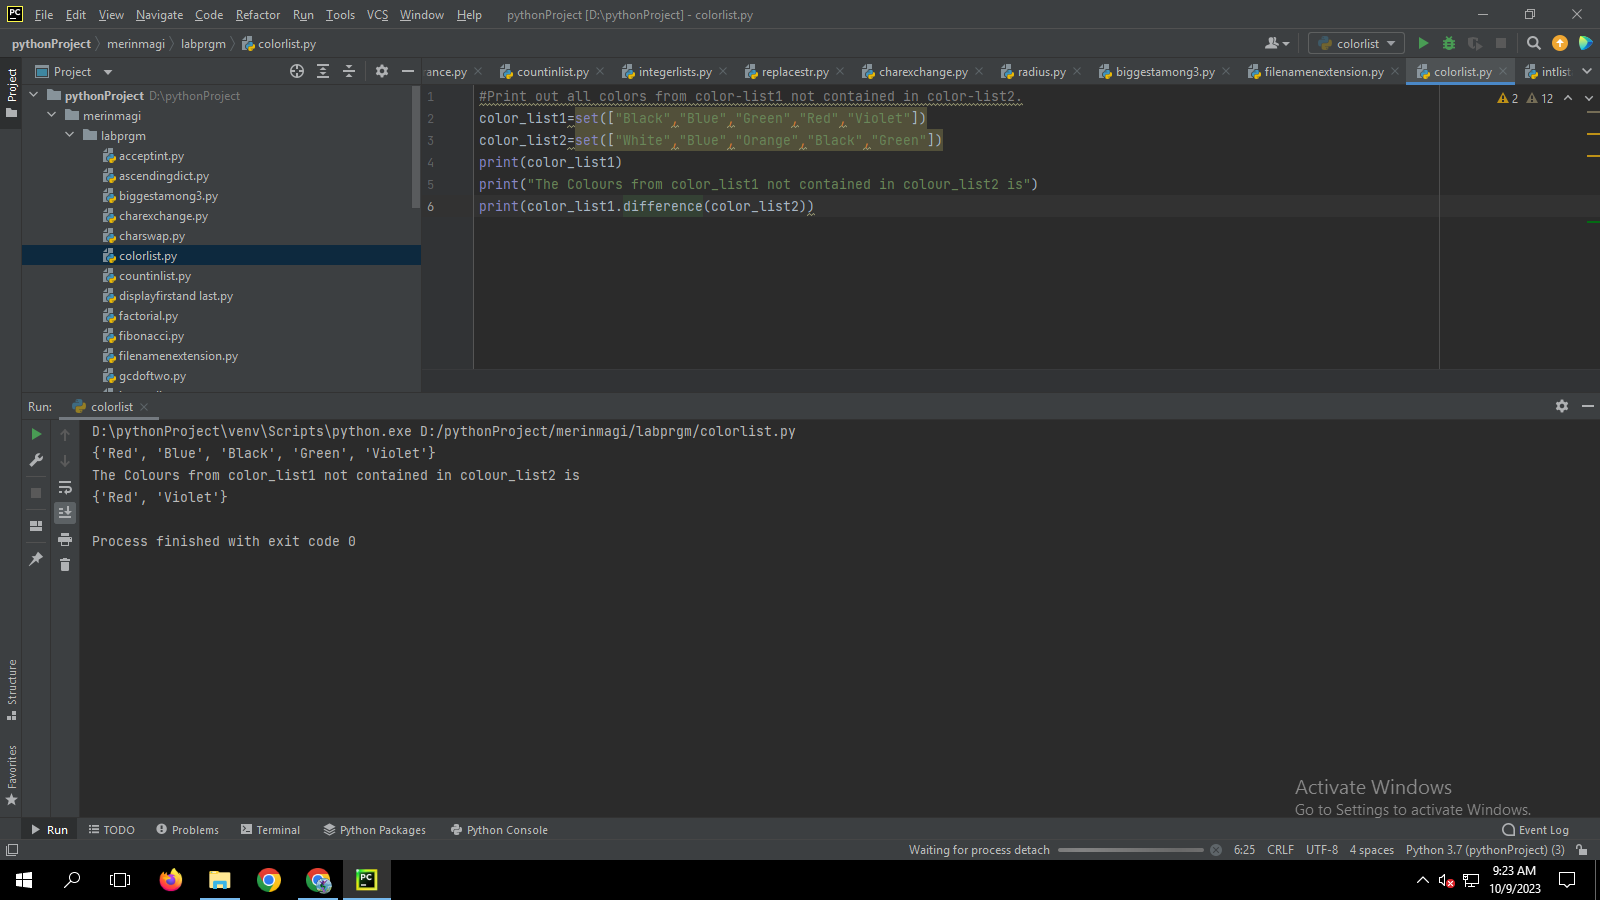 PC File Edit View Navigate Code Refactor Run Tools VCS Window Help pythonProject [D:\pythonProject] - colorlist.py
pythonProject merinmagi labprgm colorlist.py colorlist
Project ance.py countinlist.py integerlists.py replacestr.py charexchange.py radius.py biggestamong3.py filenamenextension.py colorlist.py intlist
Project
pythonProject D:\pythonProject
merinmagi
labprgm
acceptint.py
ascendingdict.py
biggestamong3.py
charexchange.py
charswap.py
colorlist.py
countinlist.py
displayfirstand last.py
factorial.py
fibonacci.py
filenamenextension.py
gcdoftwo.py
1 #Print out all colors from color-list1 not contained in color-list2. 2 12
2 color_list1=set(["Black","Blue","Green","Red","Violet"])
3 color_list2=set(["White","Blue","Orange","Black","Green"])
4 print(color_list1)
5 print("The Colours from color_list1 not contained in colour_list2 is")
6 print(color_list1.difference(color_list2))
Run: colorlist
D:\pythonProject\venv\Scripts\python.exe D:/pythonProject/merinmagi/labprgm/colorlist.py
{'Red', 'Blue', 'Black', 'Green', 'Violet'}
The Colours from color_list1 not contained in colour_list2 is
{'Red', 'Violet'}
Process finished with exit code 0
Structure
Favorites
Activate Windows
Go to Settings to activate Windows.
Run TODO Problems Terminal Python Packages Python Console Event Log
Waiting for process detach 6:25 CRLF UTF-8 4 spaces Python 3.7 (pythonProject) (3)
PC 9:23 AM
10/9/2023